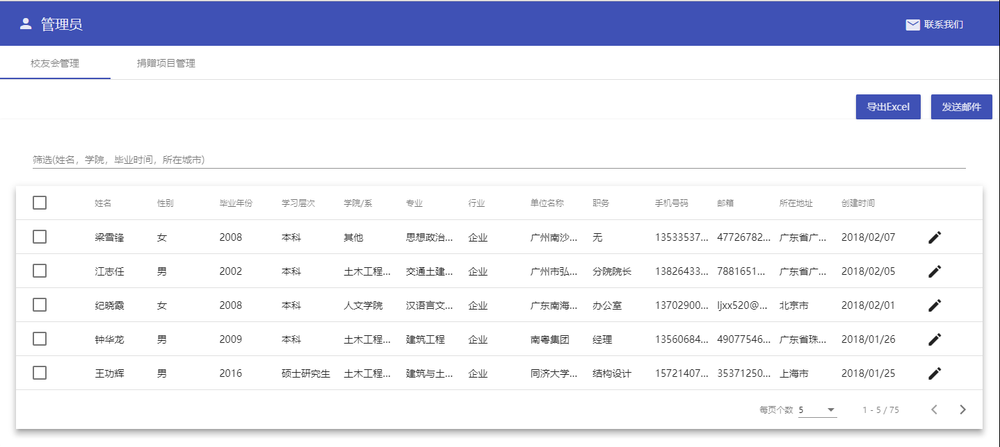 管理员 联系我们
校友会管理 捐赠项目管理
导出Excel 发送邮件
筛选(姓名，学院，毕业时间，所在城市)
姓名 性别 毕业年份 学习层次 学院/系 专业 行业 单位名称 职务 手机号码 邮箱 所在地址 创建时间
梁雪锋 女 2008 本科 其他 思想政治... 企业 广州南沙... 无 13533537... 47726782... 广东省广... 2018/02/07
江志任 男 2002 本科 土木工程... 交通土建... 企业 广州市弘... 分院院长 13826433... 7881651... 广东省广... 2018/02/05
纪晓霞 女 2008 本科 人文学院 汉语言文... 企业 广东南海... 办公室 13702900... ljxx520@... 北京市 2018/02/01
钟华龙 男 2009 本科 土木工程... 建筑工程 企业 南粤集团 经理 13560684... 49077546... 广东省珠... 2018/01/26
王功辉 男 2016 硕士研究生 土木工程... 建筑与土... 企业 同济大学... 结构设计 15721407... 35371250... 上海市 2018/01/25
每页个数 5 1 - 5 / 75